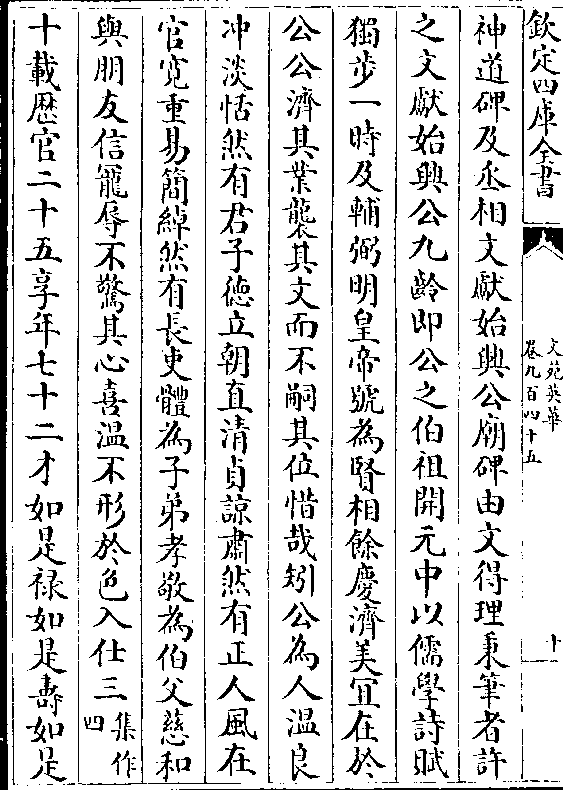 欽定四庫全書
文苑英華
卷九百四十五
十
神道碑及丞相文獻始興公廟碑由文得理秉筆者許
之文獻始興公九齡即公之伯祖開元中以儒學詩賦
獨步一時及輔弼明皇帝號為賢相餘慶濟美宜在於
公公濟其業襲其文而不嗣其位惜哉矧公為人溫良
冲淡恬然有君子德立朝直清貞諒肅然有正人風在
官寛重易簡綽然有長吏體為子弟孝敬為伯父慈和
與朋友信寵辱不驚其心喜温不形於色入仕三集作四
十載歴官二十五享年七十二才如是禄如是壽如是